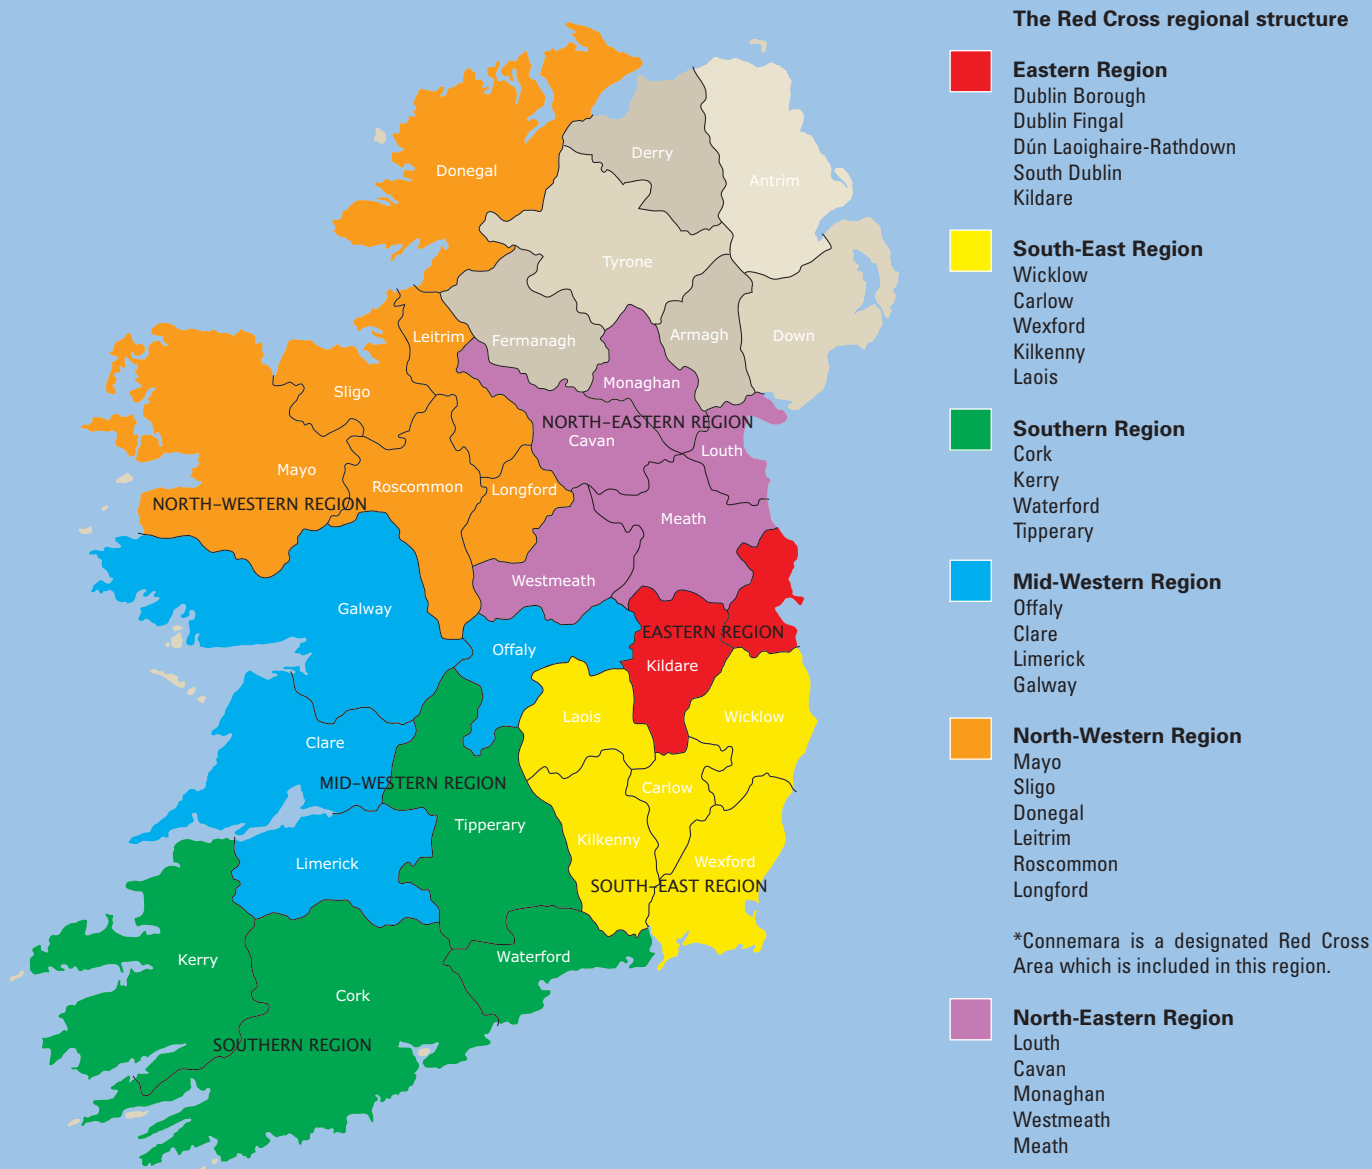 The Red Cross regional structure
Eastern Region
Dublin Borough
Dublin Fingal
Dún Laoighaire-Rathdown
South Dublin
Kildare
South-East Region
Wicklow
Carlow
Wexford
Kilkenny
Laois
Southern Region
Cork
Kerry
Waterford
Tipperary
Mid-Western Region
Offaly
Clare
Limerick
Galway
North-Western Region
Mayo
Sligo
Donegal
Leitrim
Roscommon
Longford
*Connemara is a designated Red Cross
Area which is included in this region.
North-Eastern Region
Louth
Cavan
Monaghan
Westmeath
Meath
Derry
Donegal
Antrim
Tyrone
Leitrim
Fermanagh
Armagh
Down
Monaghan
Sligo
NORTH-EASTERN REGION
Cavan
Louth
Mayo
Roscommon
Longford
NORTH-WESTERN REGION
Meath
Westmeath
Galway
EASTERN REGION
Offaly
Kildare
Laois
Wicklow
Clare
MID-WESTERN REGION
Carlow
Tipperary
Kilkenny
Limerick
Wexford
SOUTH-EAST REGION
Kerry
Waterford
Cork
SOUTHERN REGION